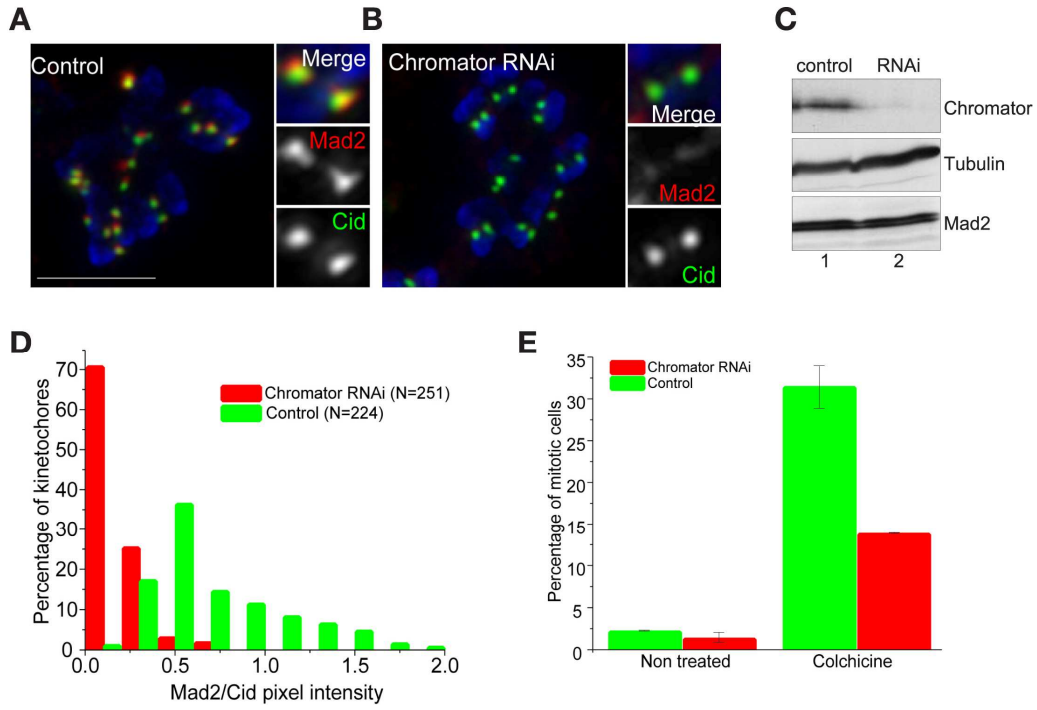 A
Control
Merge
Mad2
Cid
B
Chromator RNAi
Merge
Mad2
Cid
C
control RNAi
Chromator
Tubulin
Mad2
1 2
D
Percentage of kinetochores
70
60
50
40
30
20
10
0
Chromator RNAi (N=251)
Control (N=224)
0.0 0.5 1.0 1.5 2.0
Mad2/Cid pixel intensity
E
Percentage of mitotic cells
35
30
25
20
15
10
5
0
Chromator RNAi
Control
Non treated Colchicine